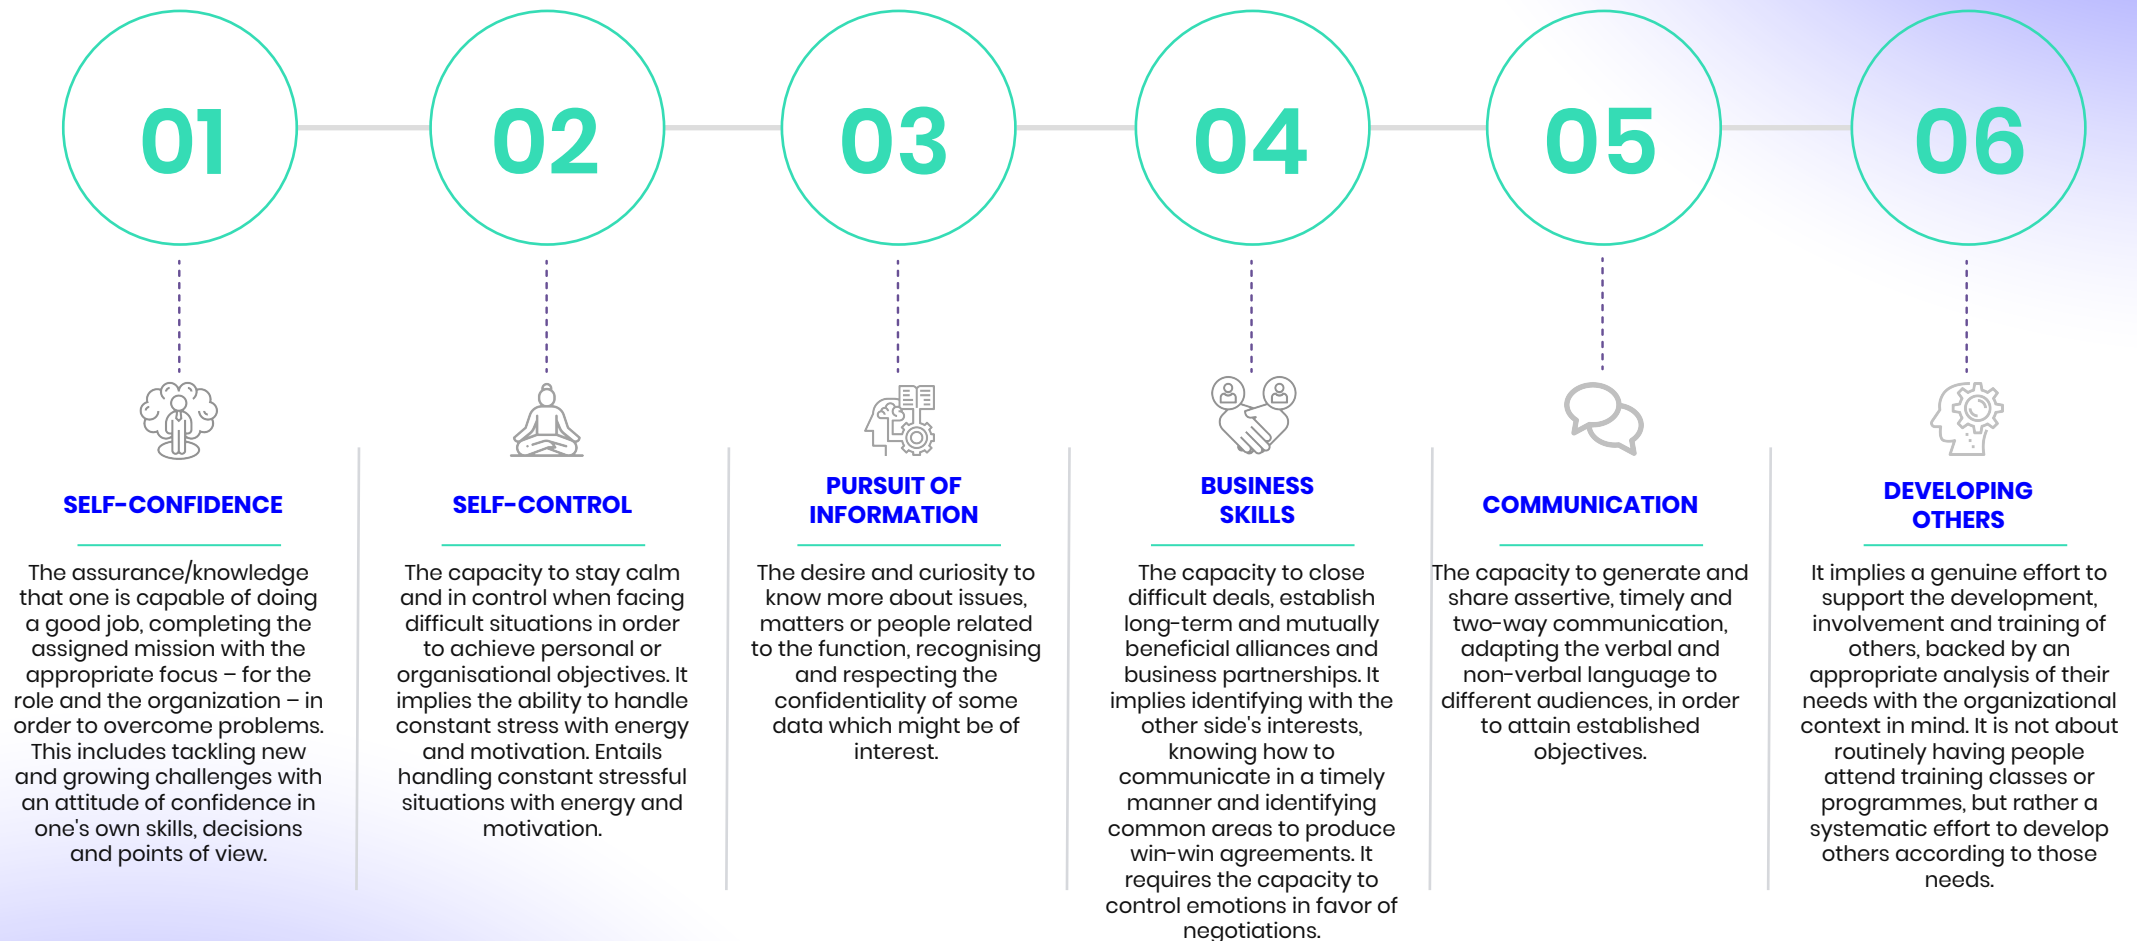 01
02
03
04
05
06
SELF-CONFIDENCE
The assurance/knowledge
that one is capable of doing
a good job, completing the
assigned mission with the
appropriate focus – for the
role and the organization – in
order to overcome problems.
This includes tackling new
and growing challenges with
an attitude of confidence in
one's own skills, decisions
and points of view.
SELF-CONTROL
The capacity to stay calm
and in control when facing
difficult situations in order
to achieve personal or
organisational objectives. It
implies the ability to handle
constant stress with energy
and motivation. Entails
handling constant stressful
situations with energy and
motivation.
PURSUIT OF
INFORMATION
The desire and curiosity to
know more about issues,
matters or people related
to the function, recognising
and respecting the
confidentiality of some
data which might be of
interest.
BUSINESS
SKILLS
The capacity to close
difficult deals, establish
long-term and mutually
beneficial alliances and
business partnerships. It
implies identifying with the
other side's interests,
knowing how to
communicate in a timely
manner and identifying
common areas to produce
win-win agreements. It
requires the capacity to
control emotions in favor of
negotiations.
COMMUNICATION
The capacity to generate and
share assertive, timely and
two-way communication,
adapting the verbal and
non-verbal language to
different audiences, in order
to attain established
objectives.
DEVELOPING
OTHERS
It implies a genuine effort to
support the development,
involvement and training of
others, backed by an
appropriate analysis of their
needs with the organizational
context in mind. It is not about
routinely having people
attend training classes or
programmes, but rather a
systematic effort to develop
others according to those
needs.